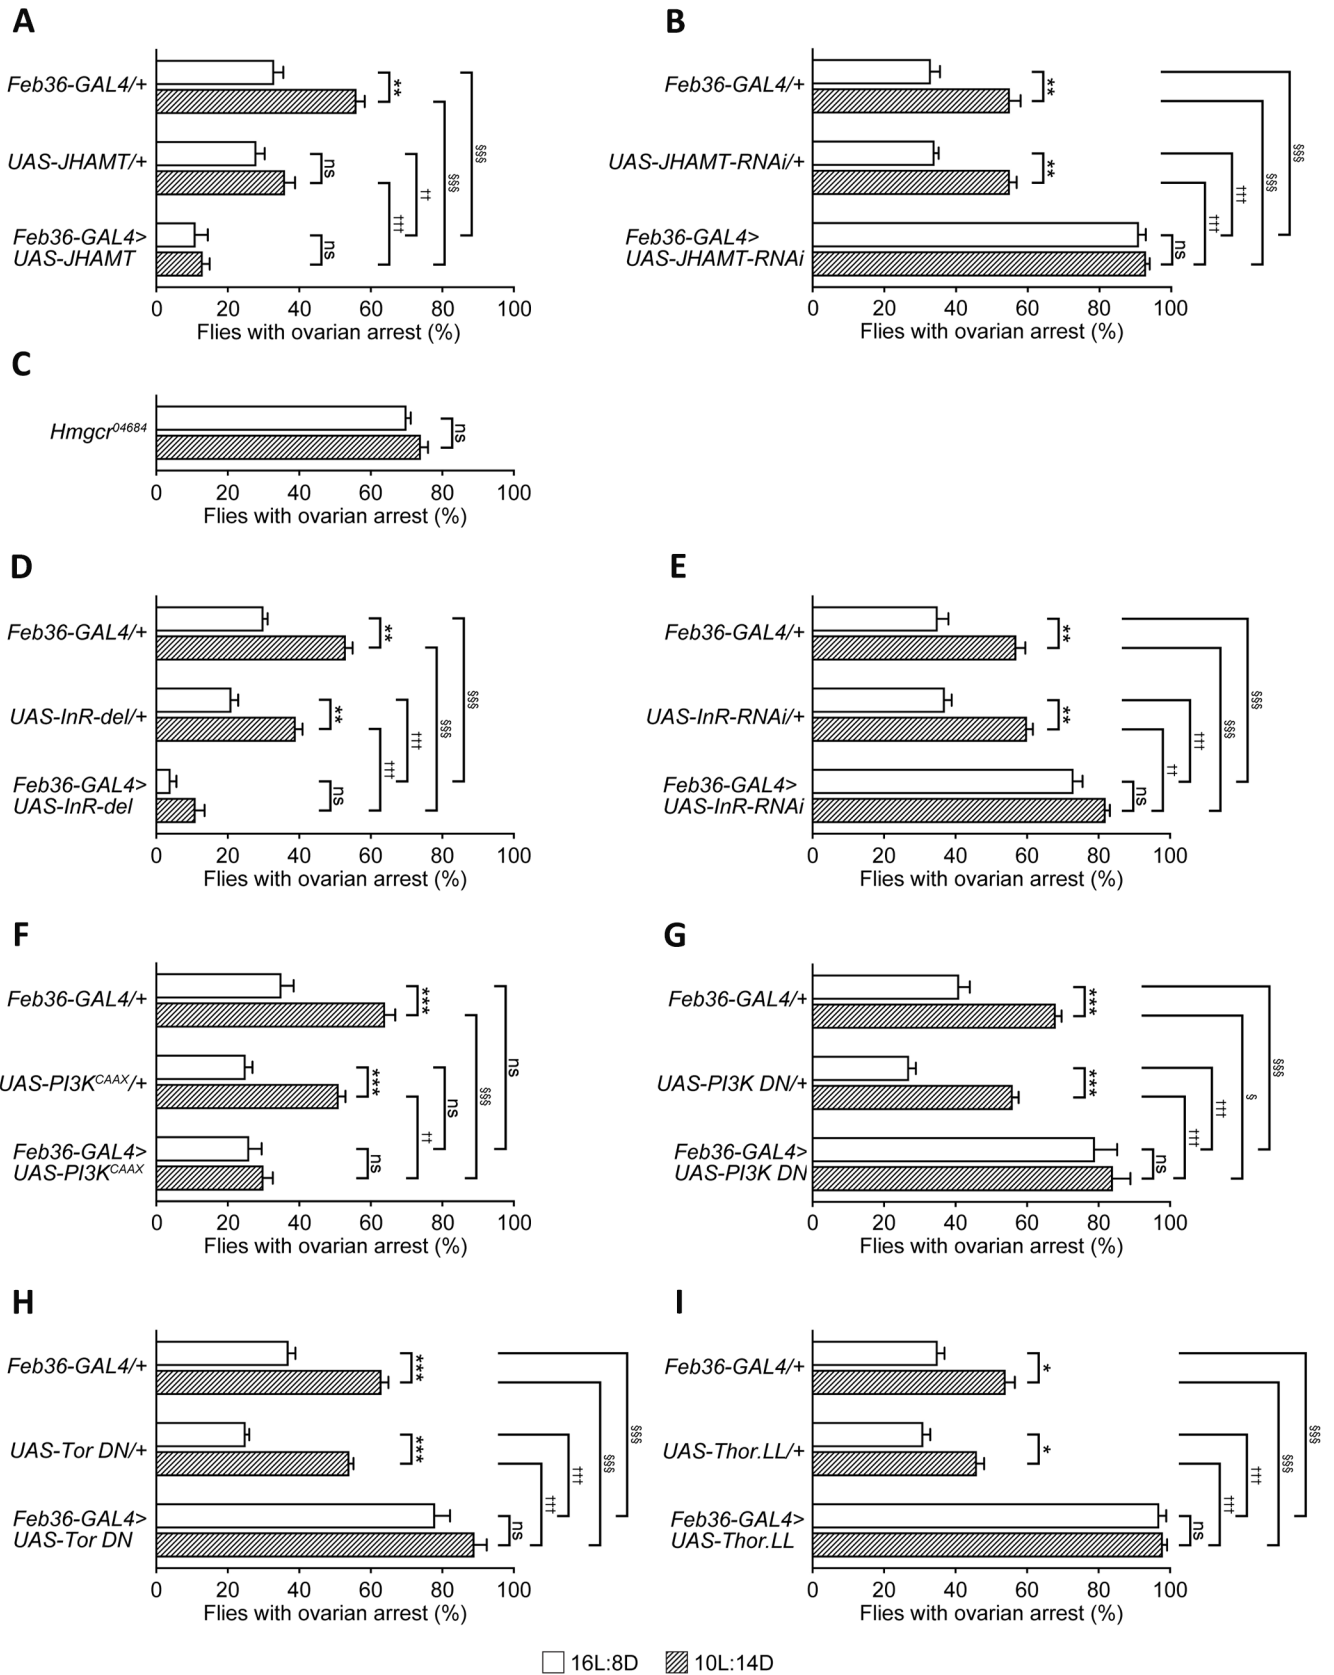 A
Feb36-GAL4/+
**
UAS-JHAMT/+
ns
Feb36-GAL4>
UAS-JHAMT
ns
†††
††
§§§
§§§
0 20 40 60 80 100
Flies with ovarian arrest (%)
B
Feb36-GAL4/+
**
UAS-JHAMT-RNAi/+
**
Feb36-GAL4>
UAS-JHAMT-RNAi
ns
†††
†††
§§§
§§§
0 20 40 60 80 100
Flies with ovarian arrest (%)
C
Hmgcr04684
ns
0 20 40 60 80 100
Flies with ovarian arrest (%)
D
Feb36-GAL4/+
**
UAS-InR-del/+
**
Feb36-GAL4>
UAS-InR-del
ns
†††
†††
§§§
§§§
0 20 40 60 80 100
Flies with ovarian arrest (%)
E
Feb36-GAL4/+
**
UAS-InR-RNAi/+
**
Feb36-GAL4>
UAS-InR-RNAi
ns
††
†††
§§§
§§§
0 20 40 60 80 100
Flies with ovarian arrest (%)
F
Feb36-GAL4/+
***
UAS-PI3KCAAX/+
***
Feb36-GAL4>
UAS-PI3KCAAX
ns
††
ns
§§§
ns
0 20 40 60 80 100
Flies with ovarian arrest (%)
G
Feb36-GAL4/+
***
UAS-PI3K DN/+
***
Feb36-GAL4>
UAS-PI3K DN
ns
†††
†††
§
§§§
0 20 40 60 80 100
Flies with ovarian arrest (%)
H
Feb36-GAL4/+
***
UAS-Tor DN/+
***
Feb36-GAL4>
UAS-Tor DN
ns
†††
†††
§§§
§§§
0 20 40 60 80 100
Flies with ovarian arrest (%)
I
Feb36-GAL4/+
*
UAS-Thor.LL/+
*
Feb36-GAL4>
UAS-Thor.LL
ns
†††
†††
§§§
§§§
0 20 40 60 80 100
Flies with ovarian arrest (%)
16L:8D 10L:14D